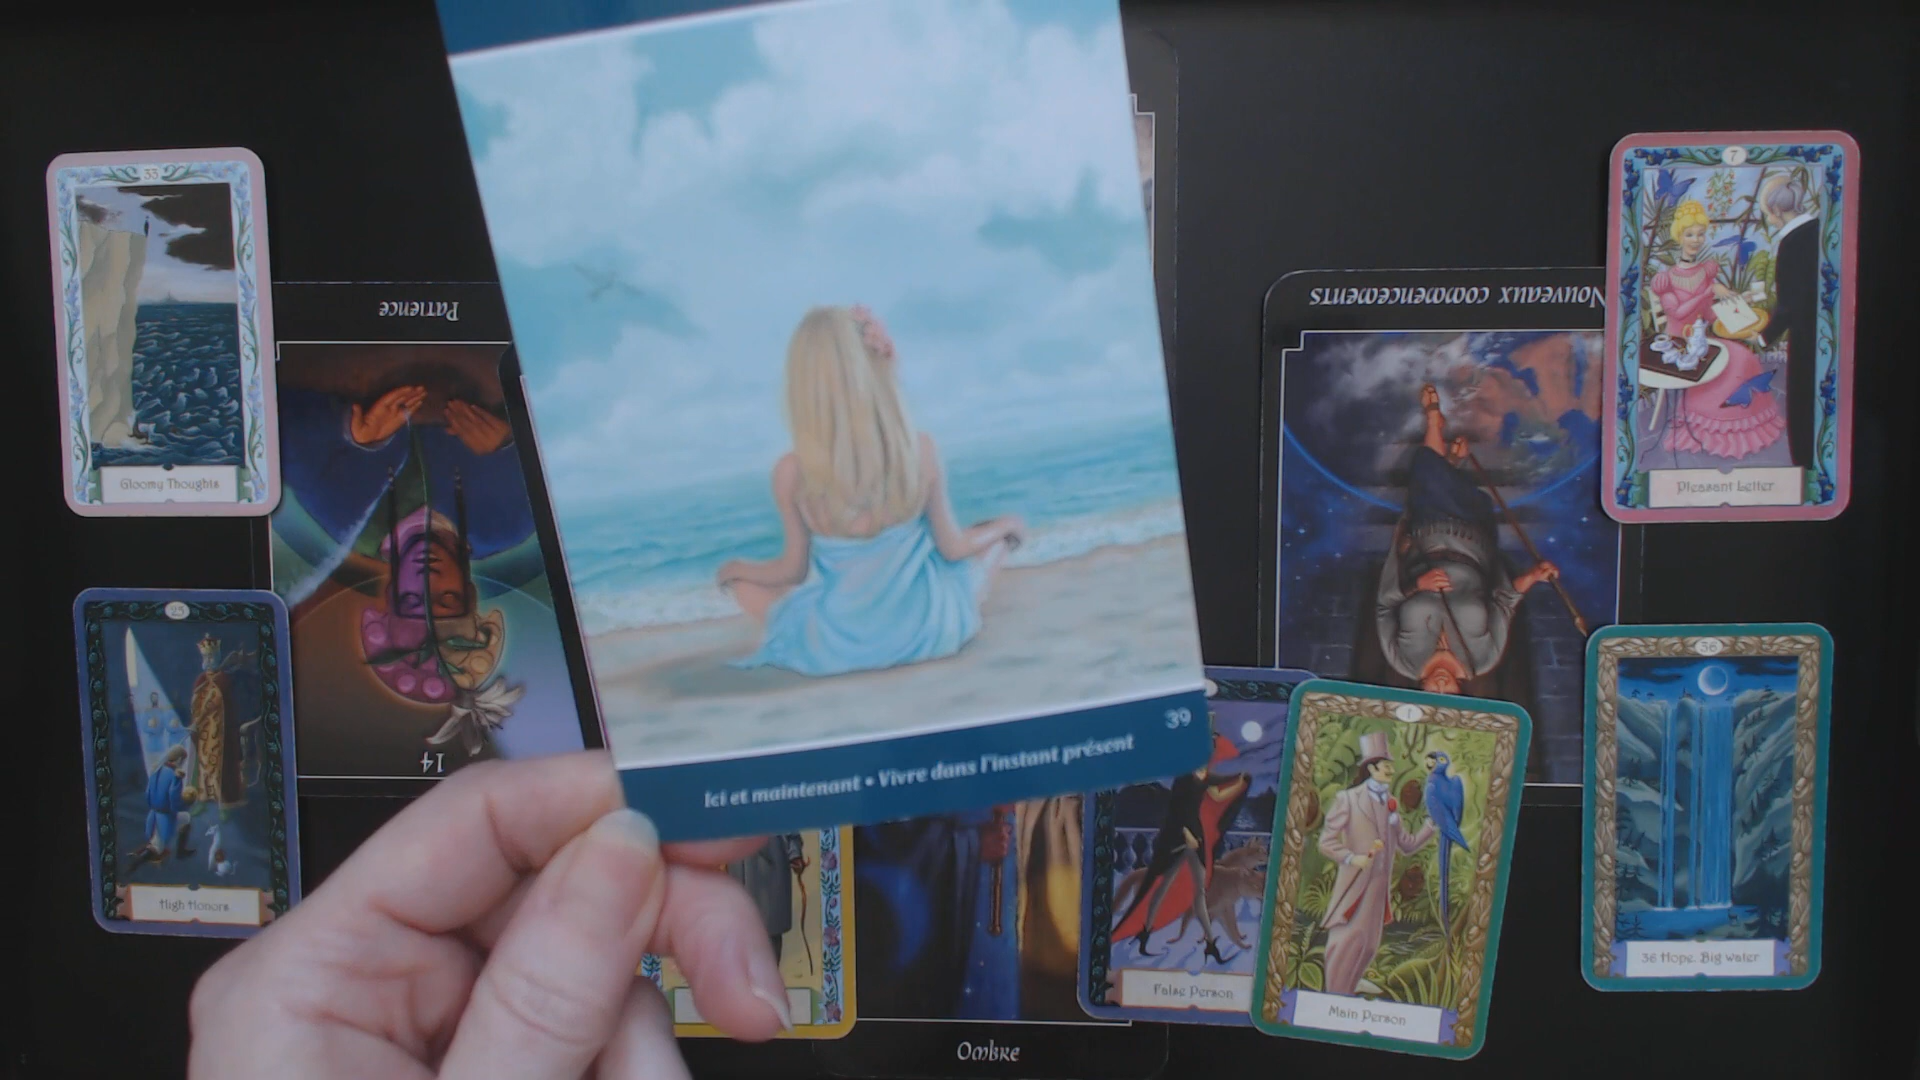 33
Gloomy Thoughts
Patience
14
23
High Honors
Ici et maintenant • Vivre dans l'instant présent
39
Nouveaux commencements
7
Pleasant Letter
False Person
1
Main Person
36
36 Hope, Big water
Ombre